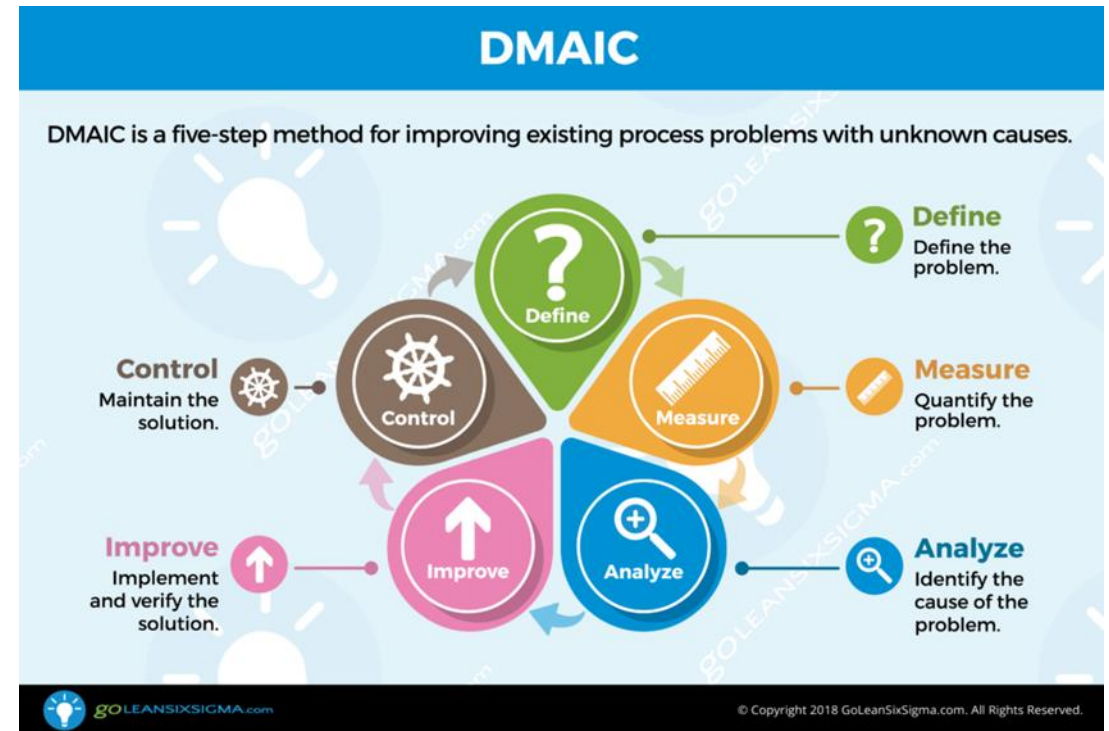 DMAIC
DMAIC is a five-step method for improving existing process problems with unknown causes.
Define
Define
Define the
problem.
Control
Maintain the
solution.
Control
Measure
Measure
Quantify the
problem.
Improve
Implement
and verify the
solution.
Improve
Analyze
Analyze
Identify the
cause of the
problem.
goLEANSIXSIGMA.com
© Copyright 2018 GoLeanSixSigma.com. All Rights Reserved.